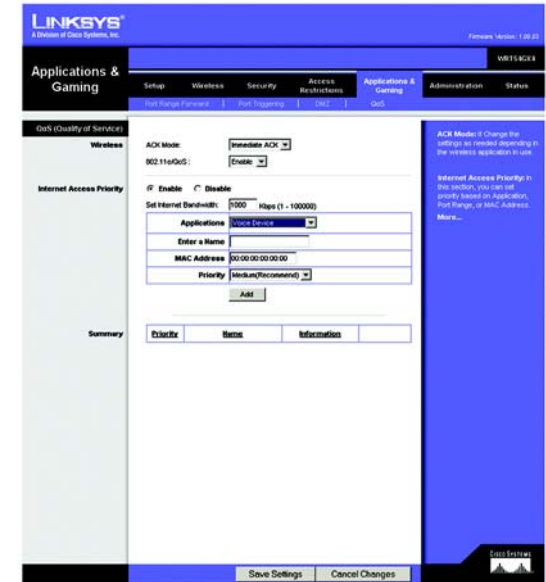 LINKSYS®
A Division of Cisco Systems, Inc.
Firmware Version: 1.00.20
WRT54GX4
Applications & Gaming
Setup Wireless Security Access Restrictions Applications & Gaming Administration Status
Port Range Forward | Port Triggering | DMZ | QoS
QoS (Quality of Service)
Wireless
ACK Mode: Immediate ACK
802.11e/QoS : Enable
Internet Access Priority
Enable Disable
Set Internet Bandwidth: 1000 Kbps (1 - 100000)
Applications Voice Device
Enter a Name
MAC Address 00:00:00:00:00:00
Priority Medium(Recommend)
Add
Summary
Priority Name Information
ACK Mode: It Change the
settings as needed depending in
the wireless application in use.
Internet Access Priority: In
this section, you can set
priority based on Application,
Port Range, or MAC Address.
More...
CISCO SYSTEMS
Save Settings Cancel Changes